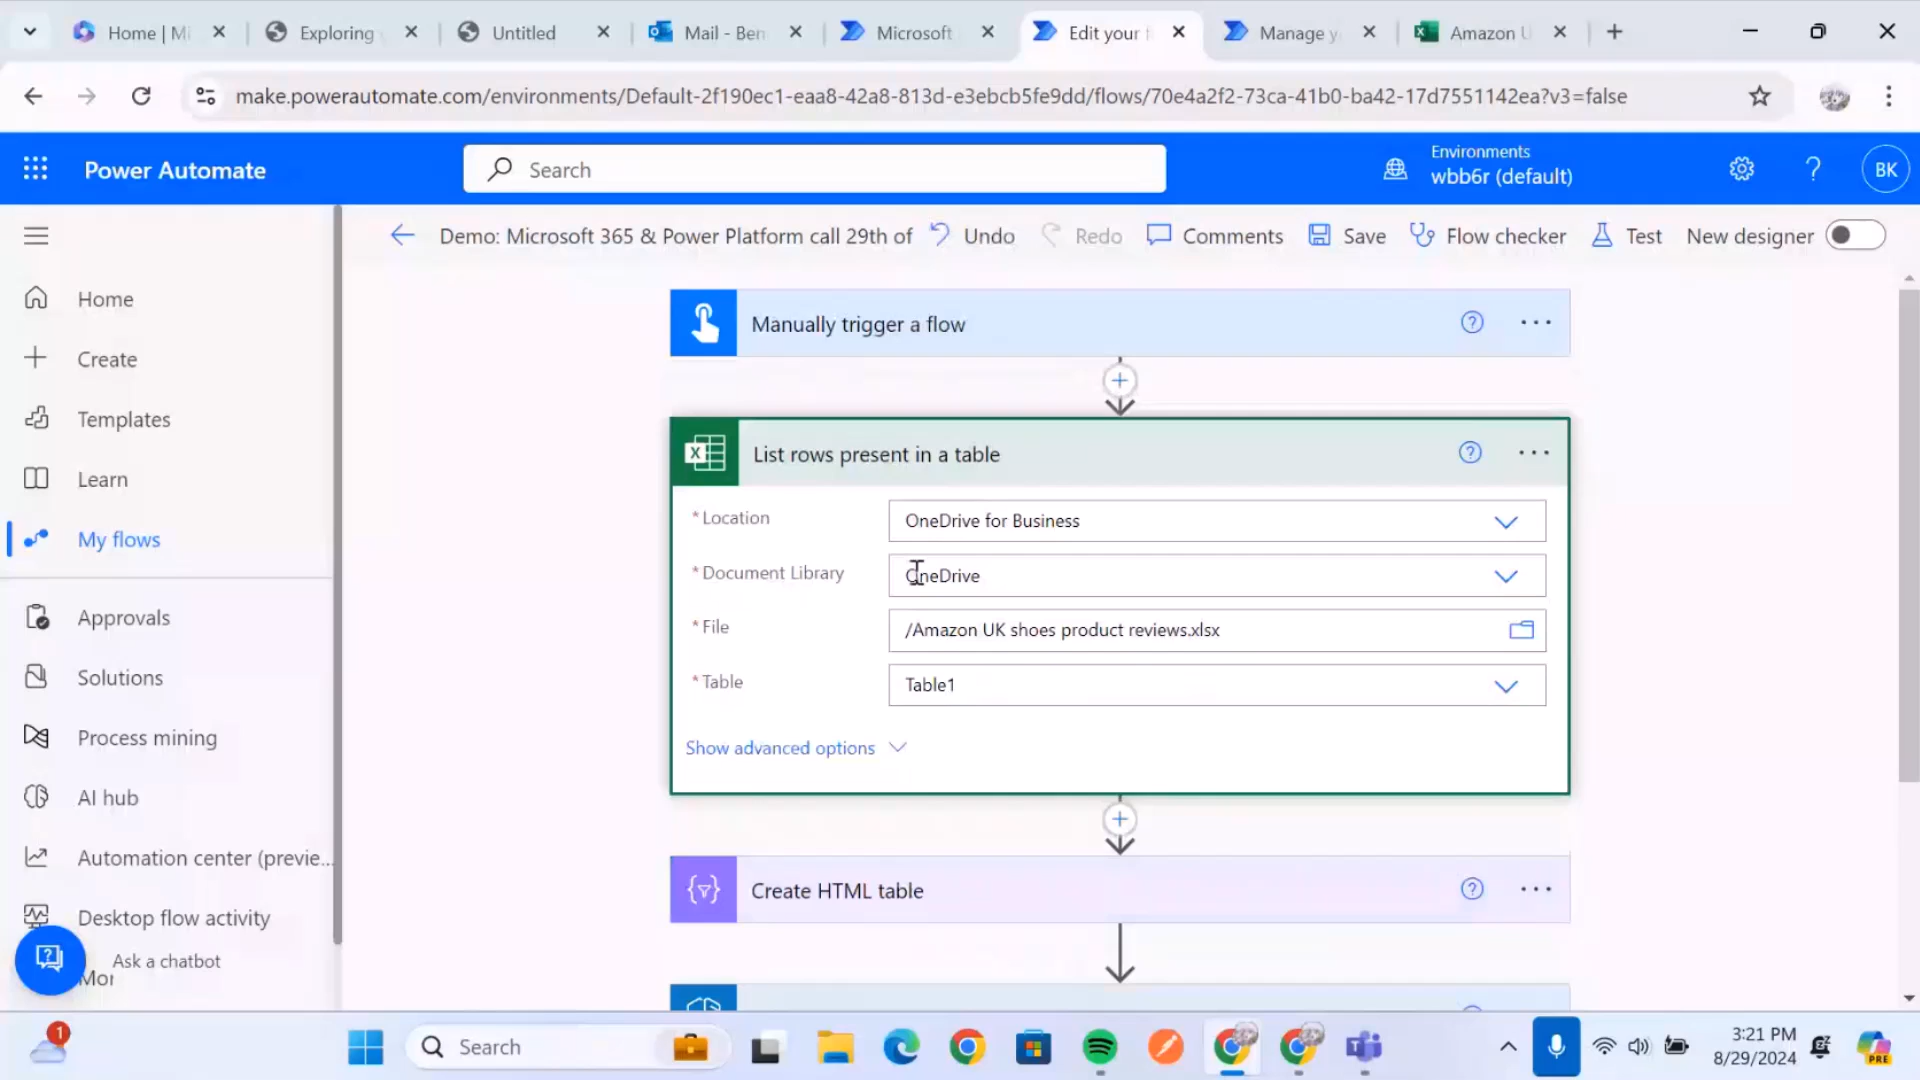 Home | Mi
Exploring
Untitled
Mail - Ben
Microsoft
Edit your f
Manage y
Amazon U
make.powerautomate.com/environments/Default-2f190ec1-eaa8-42a8-813d-e3ebcb5fe9dd/flows/70e4a2f2-73ca-41b0-ba42-17d7551142ea?v3=false
Power Automate
Search
Environments
wbb6r (default)
BK
Demo: Microsoft 365 & Power Platform call 29th of
Undo
Redo
Comments
Save
Flow checker
Test
New designer
Home
Create
Templates
Learn
My flows
Approvals
Solutions
Process mining
AI hub
Automation center (previe...
Desktop flow activity
Ask a chatbot
Mor
Manually trigger a flow
List rows present in a table
* Location
OneDrive for Business
* Document Library
OneDrive
* File
/Amazon UK shoes product reviews.xlsx
* Table
Table1
Show advanced options
Create HTML table
1
Search
3:21 PM
8/29/2024
PRE